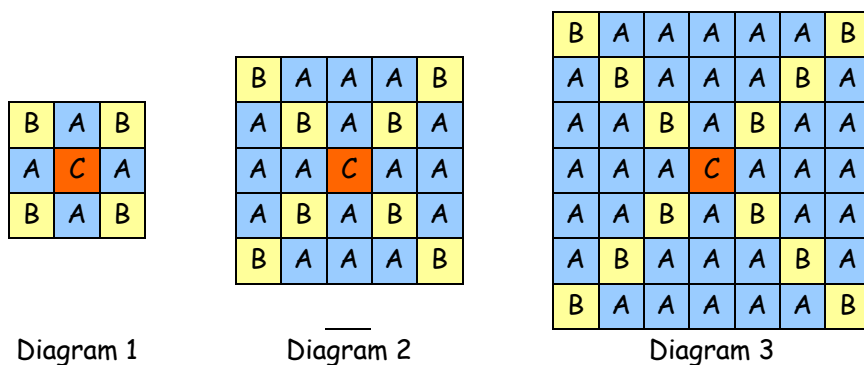 B A B
A C A
B A B
Diagram 1
B A A A B
A B A B A
A A C A A
A B A B A
B A A A B
Diagram 2
B A A A A A B
A B A A A B A
A A B A B A A
A A A C A A A
A A B A B A A
A B A A A B A
B A A A A A B
Diagram 3